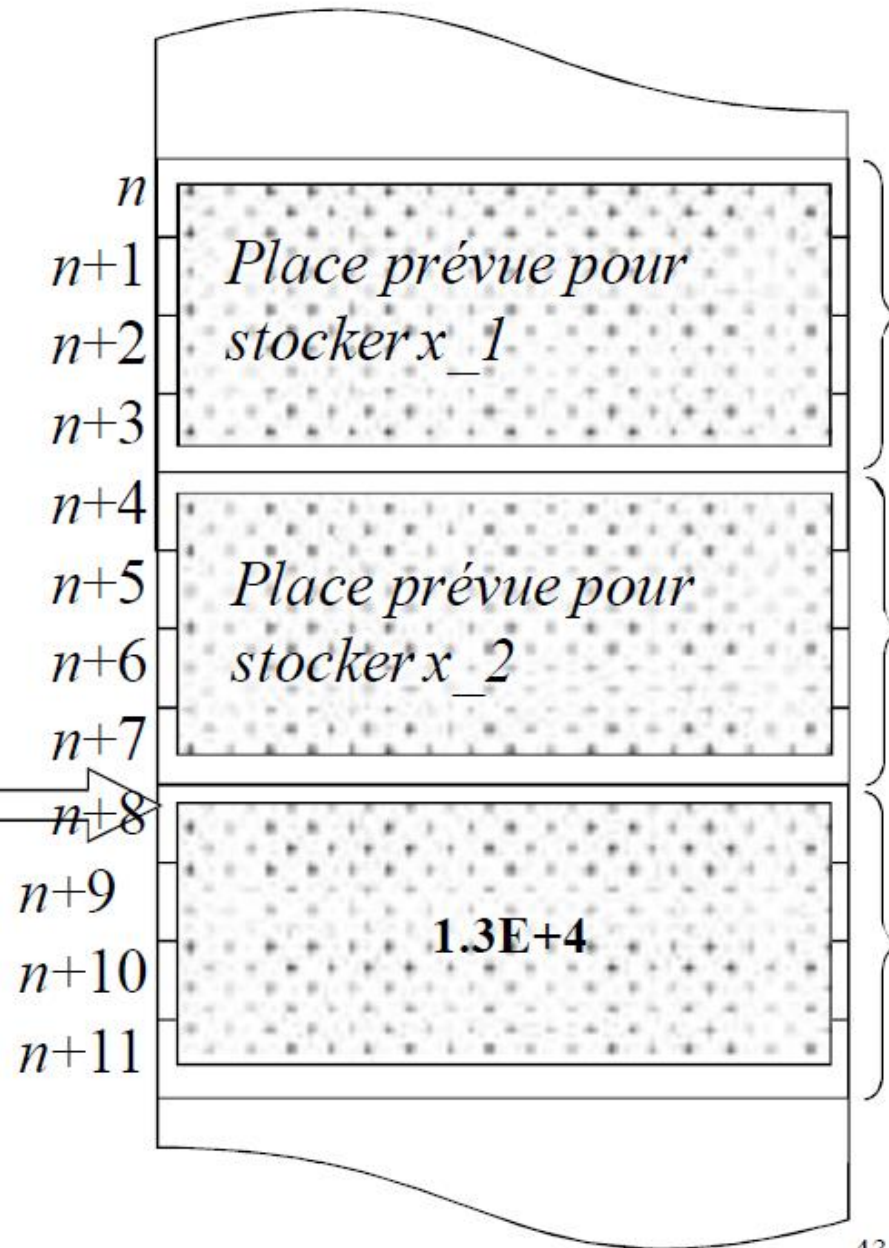 n
n+1
n+2
n+3
Place prévue pour
stocker x_1
n+4
n+5
n+6
n+7
Place prévue pour
stocker x_2
n+8
n+9
n+10
n+11
1.3E+4